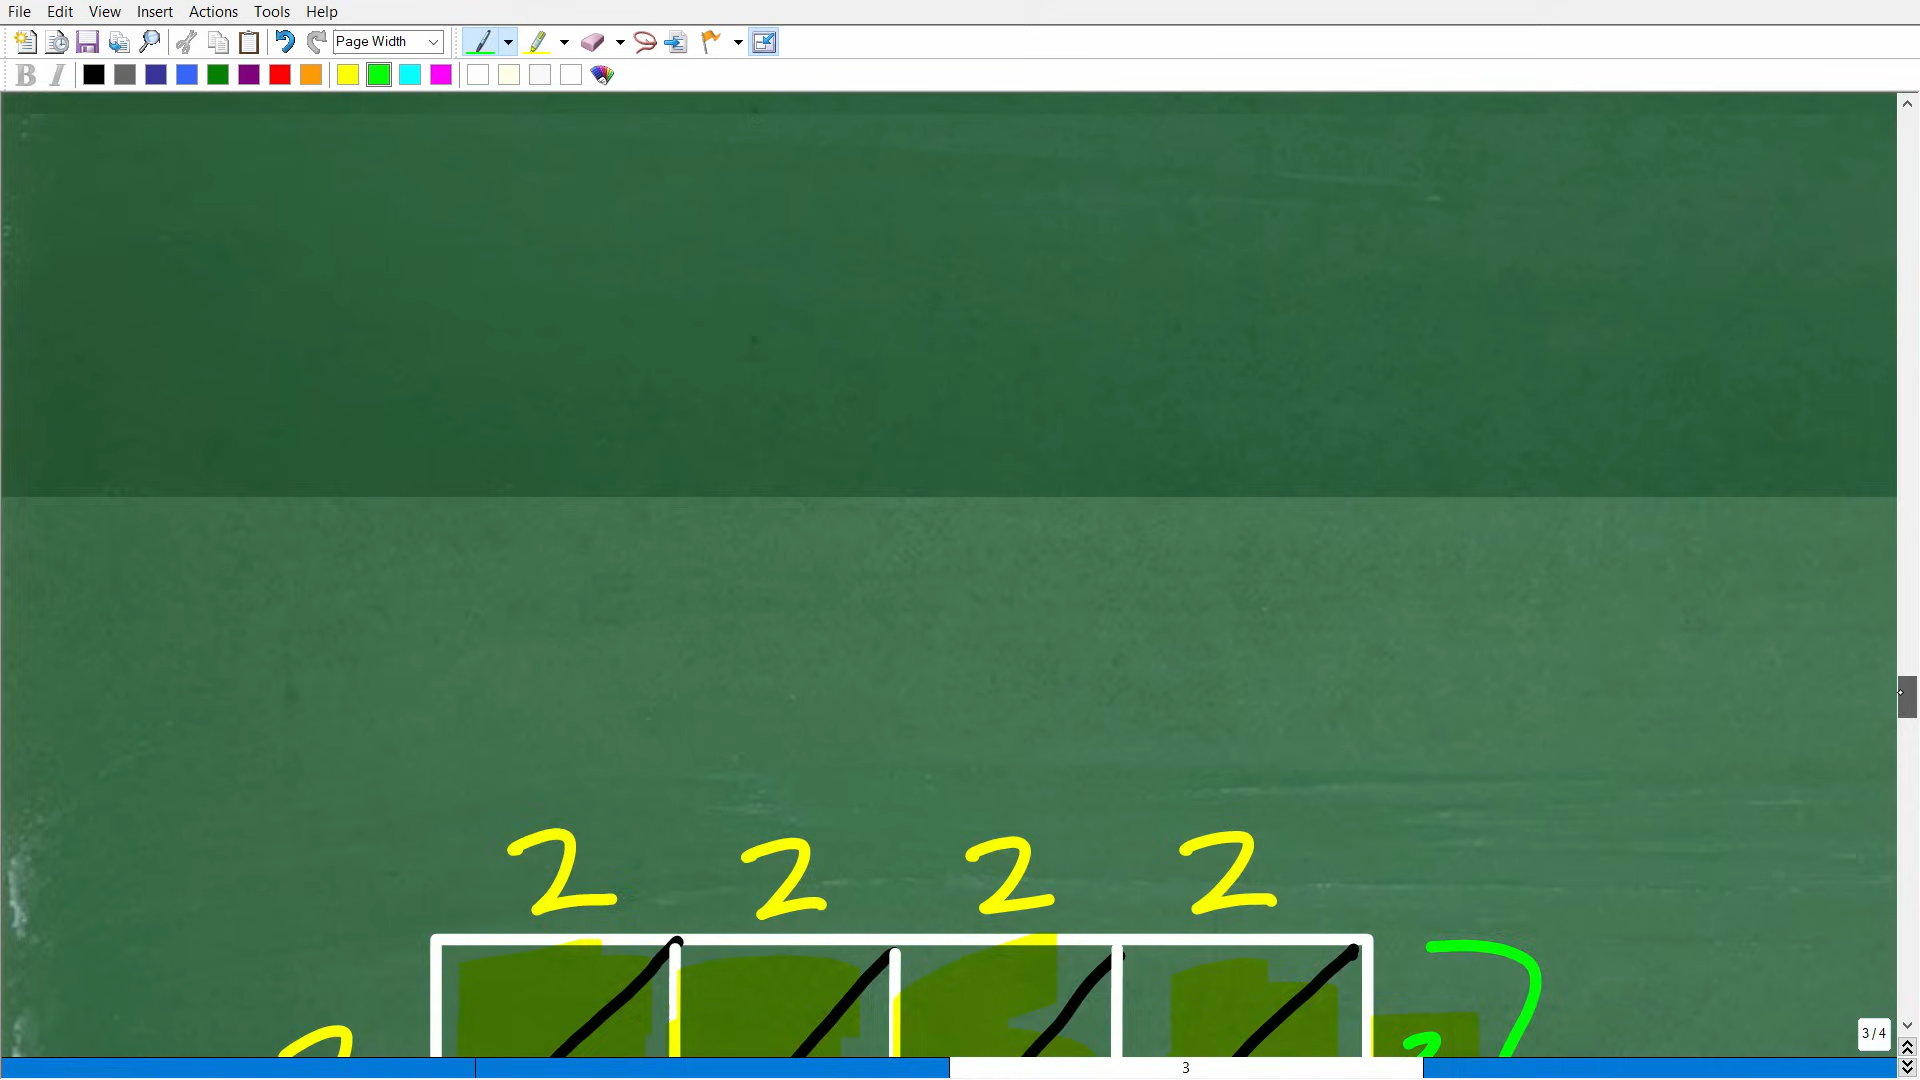 File Edit View Insert Actions Tools Help
Page Width
B I
2 2 2 2
3 / 4
3